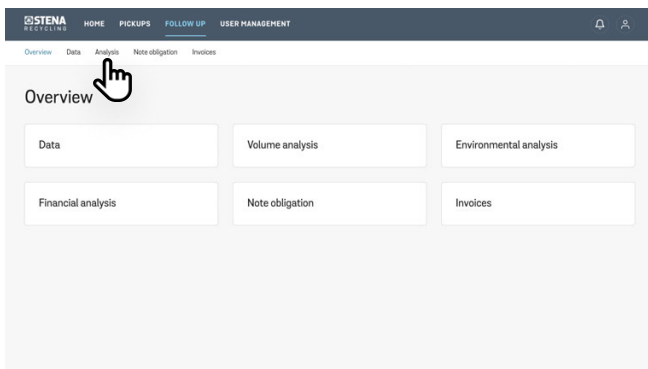 STENA
RECYCLING
HOME PICKUPS FOLLOW UP USER MANAGEMENT
Overview Data Analysis Note obligation Invoices
Overview
Data Volume analysis Environmental analysis
Financial analysis Note obligation Invoices